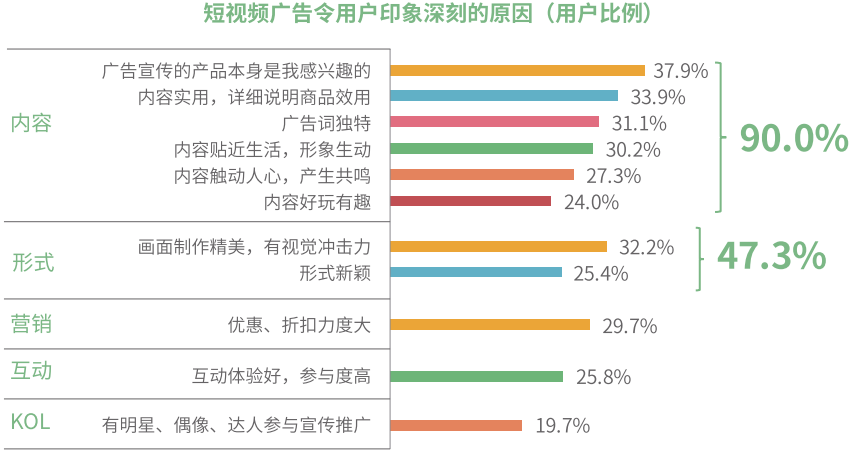 短视频广告令用户印象深刻的原因（用户比例）
内容
广告宣传的产品本身是我感兴趣的 37.9%
内容实用，详细说明商品效用 33.9%
广告词独特 31.1%
内容贴近生活，形象生动 30.2%
内容触动人心，产生共鸣 27.3%
内容好玩有趣 24.0%
90.0%
形式
画面制作精美，有视觉冲击力 32.2%
形式新颖 25.4%
47.3%
营销
优惠、折扣力度大 29.7%
互动
互动体验好，参与度高 25.8%
KOL
有明星、偶像、达人参与宣传推广 19.7%